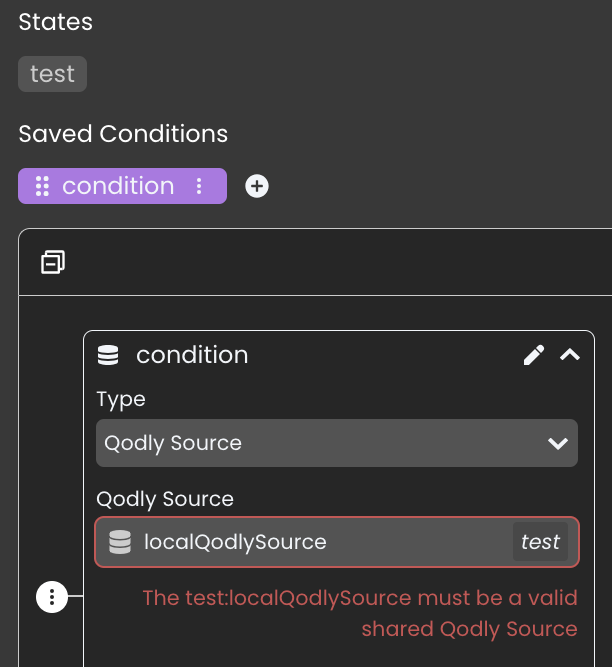 States
test
Saved Conditions
condition
condition
Type
Qodly Source
Qodly Source
localQodlySource test
The test:localQodlySource must be a valid
shared Qodly Source